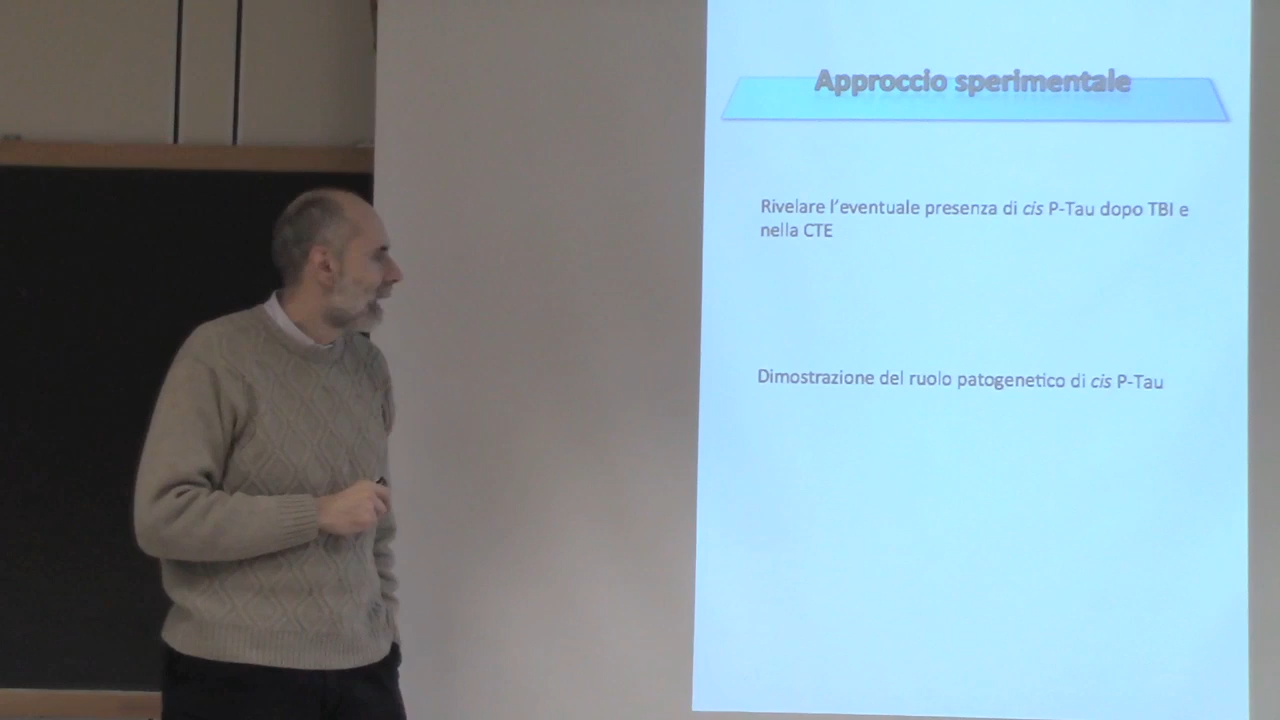 Approccio sperimentale
Rivelare l'eventuale presenza di cis P-Tau dopo TBI e
nella CTE
Dimostrazione del ruolo patogenetico di cis P-Tau